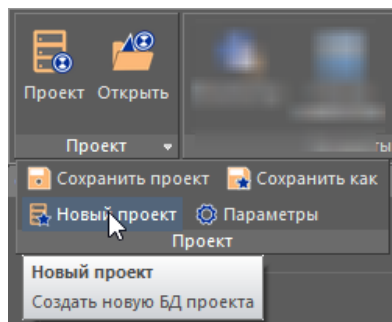 Проект Открыть
Проект
Сохранить проект Сохранить как
Новый проект Параметры
Проект
Новый проект
Создать новую БД проекта